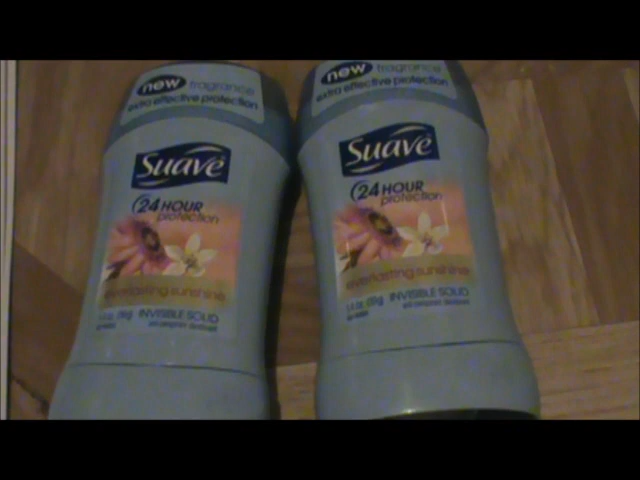 new fragrance
extra effective protection
Suave
24 HOUR
protection
everlasting sunshine
INVISIBLE SOLID
new fragrance
extra effective protection
Suave
24 HOUR
protection
everlasting sunshine
INVISIBLE SOLID